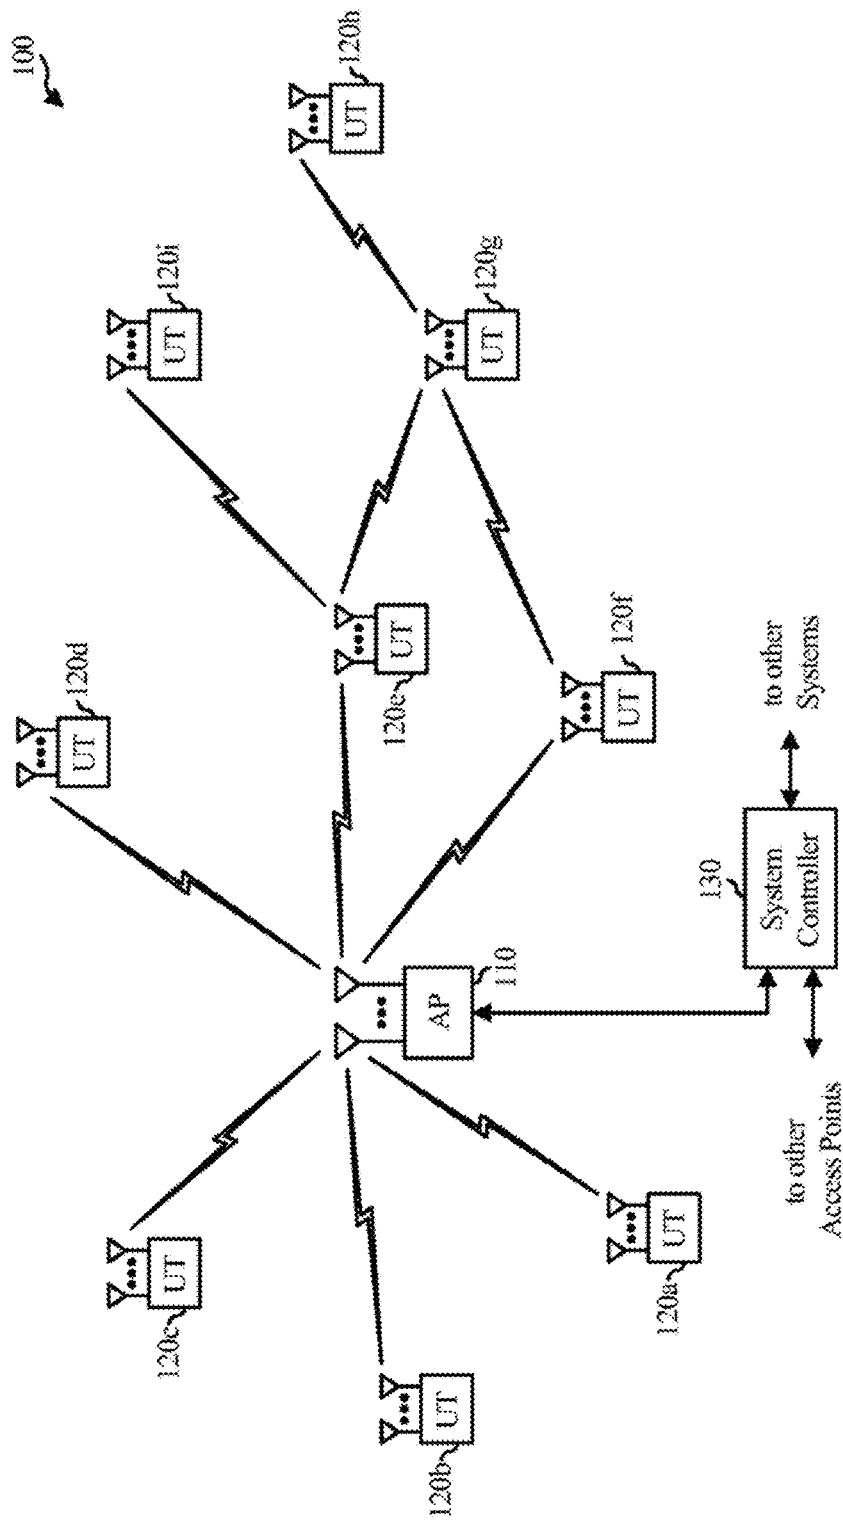 100
120d
UT
120i
UT
120h
UT
120c
UT
120e
UT
120g
UT
120b
UT
AP
110
120f
UT
120a
UT
130
System
Controller
to other
Systems
to other
Access Points